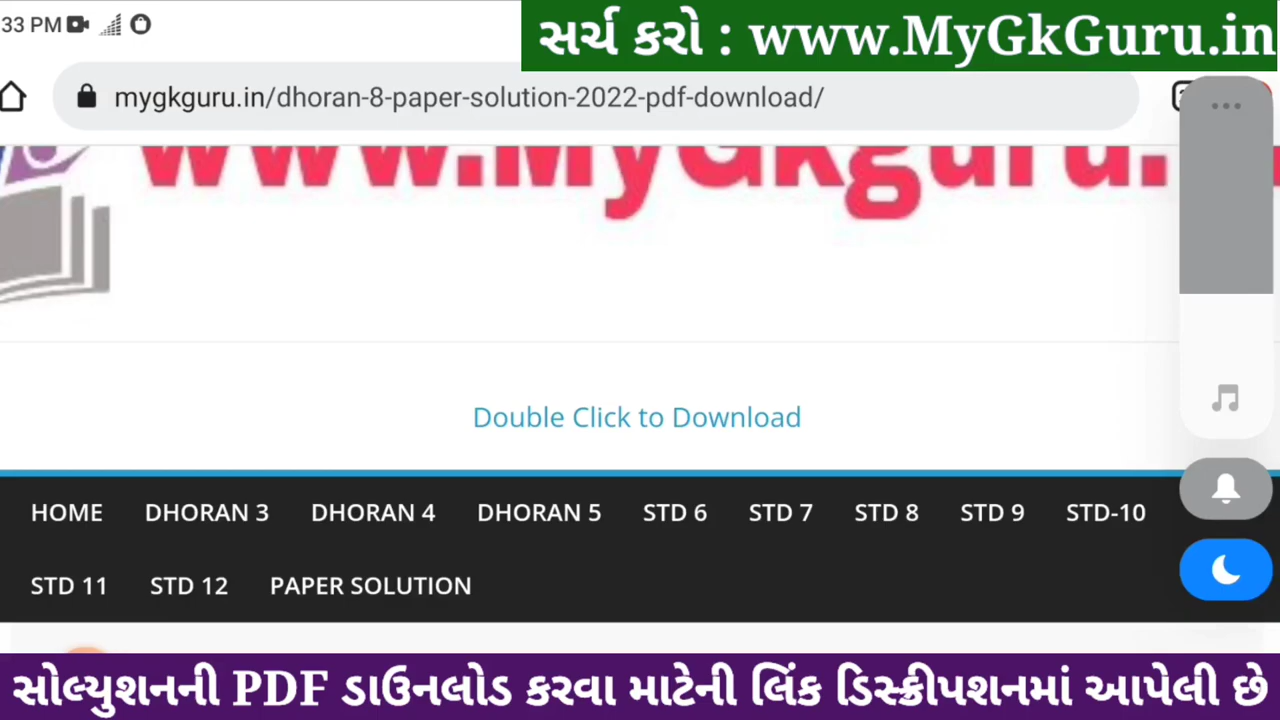 33 PM
સર્ચ કરો : www.MyGkGuru.in
mygkguru.in/dhoran-8-paper-solution-2022-pdf-download/
www.MyGkguru.
Double Click to Download
HOME DHORAN 3 DHORAN 4 DHORAN 5 STD 6 STD 7 STD 8 STD 9 STD-10
STD 11 STD 12 PAPER SOLUTION
સોલ્યુશનની PDF ડાઉનલોડ કરવા માટેની લિંક ડિસ્ક્રીપશનમાં આપેલી છે